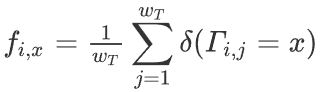 $f_{i,x} = \frac{1}{w_T} \sum_{j=1}^{w_T} \delta(\Gamma_{i,j} = x)$